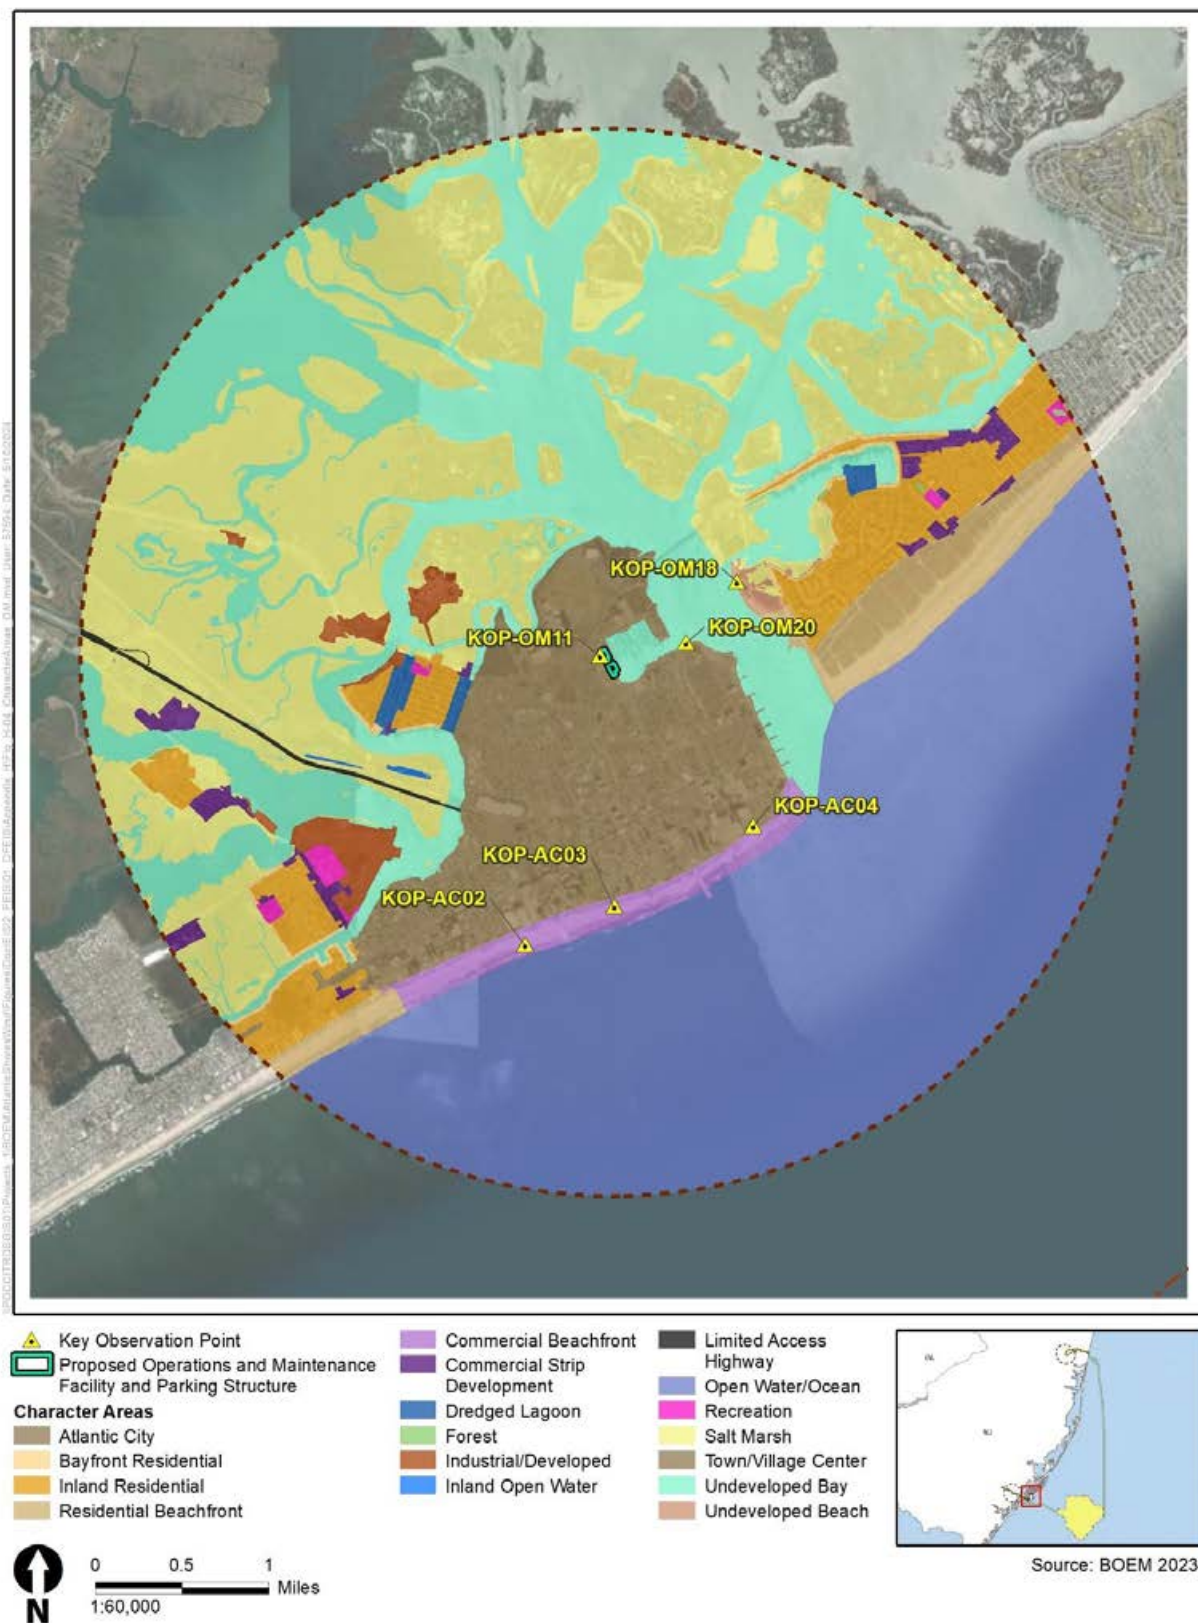 KOP-OM18
KOP-OM20
KOP-OM11
KOP-AC04
KOP-AC03
KOP-AC02
Key Observation Point
Proposed Operations and Maintenance
Facility and Parking Structure
Character Areas
Atlantic City
Bayfront Residential
Inland Residential
Residential Beachfront
Commercial Beachfront
Commercial Strip
Development
Dredged Lagoon
Forest
Industrial/Developed
Inland Open Water
Limited Access
Highway
Open Water/Ocean
Recreation
Salt Marsh
Town/Village Center
Undeveloped Bay
Undeveloped Beach
N
0 0.5 1
Miles
1:60,000
Source: BOEM 2023